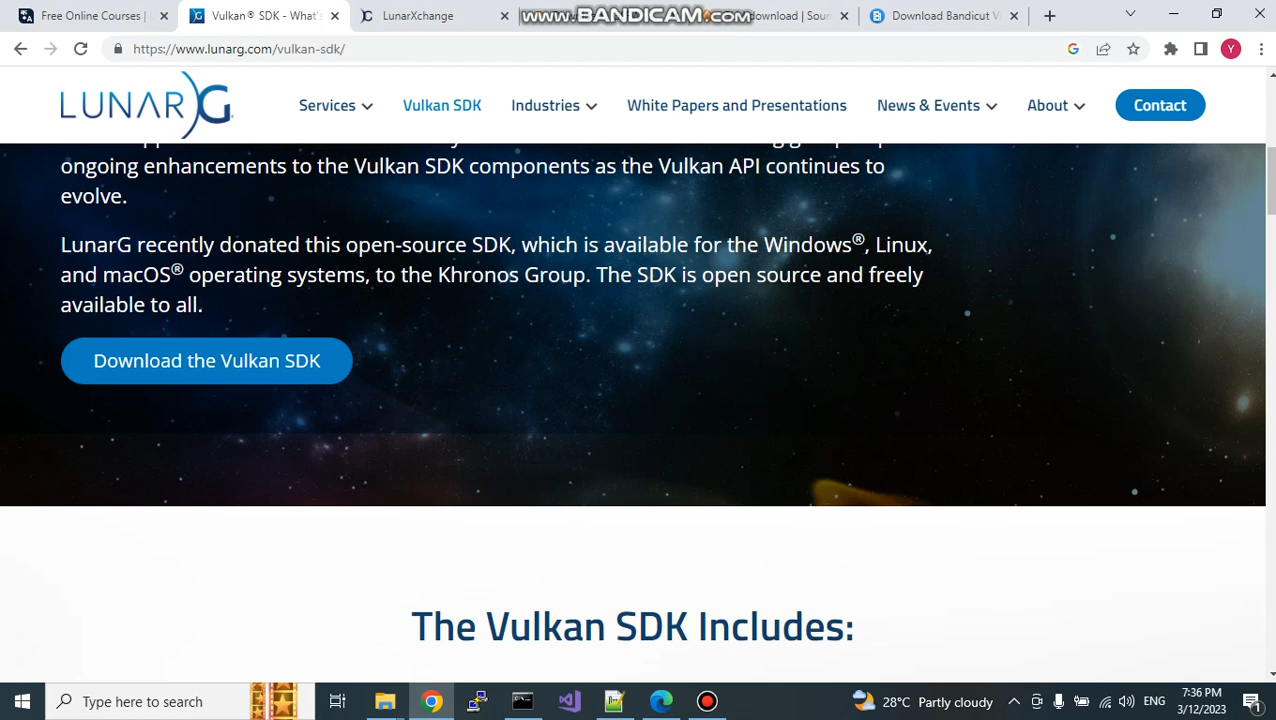 Free Online Courses |
Vulkan® SDK - What's
LunarXchange
www.BANDICAM.com
download | Sour
Download Bandicut V
https://www.lunarg.com/vulkan-sdk/
Y
LUNARG
Services
Vulkan SDK
Industries
White Papers and Presentations
News & Events
About
Contact
ongoing enhancements to the Vulkan SDK components as the Vulkan API continues to
evolve.
LunarG recently donated this open-source SDK, which is available for the Windows®, Linux,
and macOS® operating systems, to the Khronos Group. The SDK is open source and freely
available to all.
Download the Vulkan SDK
The Vulkan SDK Includes:
Type here to search
28°C Partly cloudy
ENG
7:36 PM
3/12/2023
1